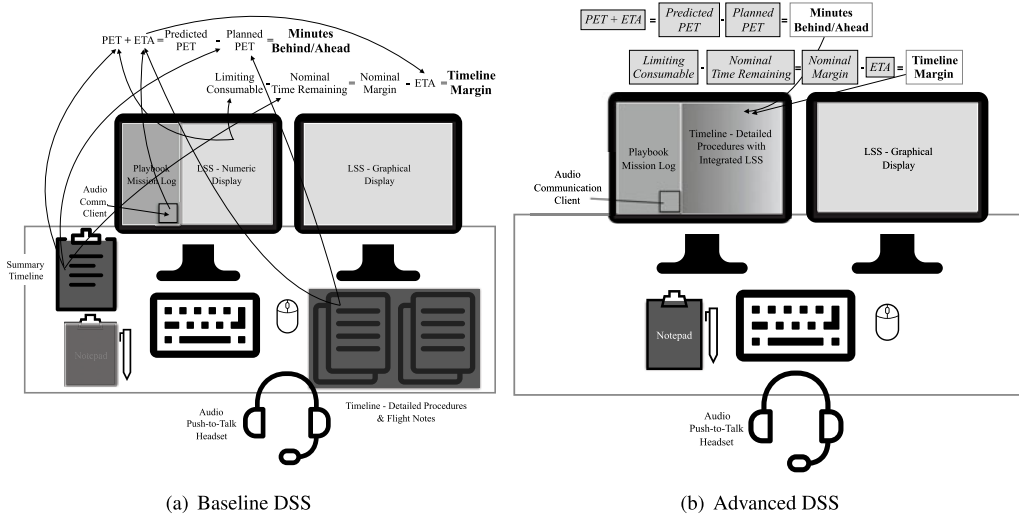 PET + ETA = Predicted PET - Planned PET = Minutes Behind/Ahead
Limiting Consumable - Nominal Time Remaining = Nominal Margin - ETA = Timeline Margin
Playbook
Mission Log
LSS - Numeric
Display
LSS - Graphical
Display
Audio
Comm.
Client
Summary
Timeline
Notepad
Timeline - Detailed Procedures
& Flight Notes
Audio
Push-to-Talk
Headset
(a) Baseline DSS
PET + ETA = Predicted PET - Planned PET = Minutes Behind/Ahead
Limiting Consumable - Nominal Time Remaining = Nominal Margin - ETA = Timeline Margin
Playbook
Mission Log
Timeline - Detailed
Procedures with
Integrated LSS
LSS - Graphical
Display
Audio
Communication
Client
Notepad
Audio
Push-to-Talk
Headset
(b) Advanced DSS